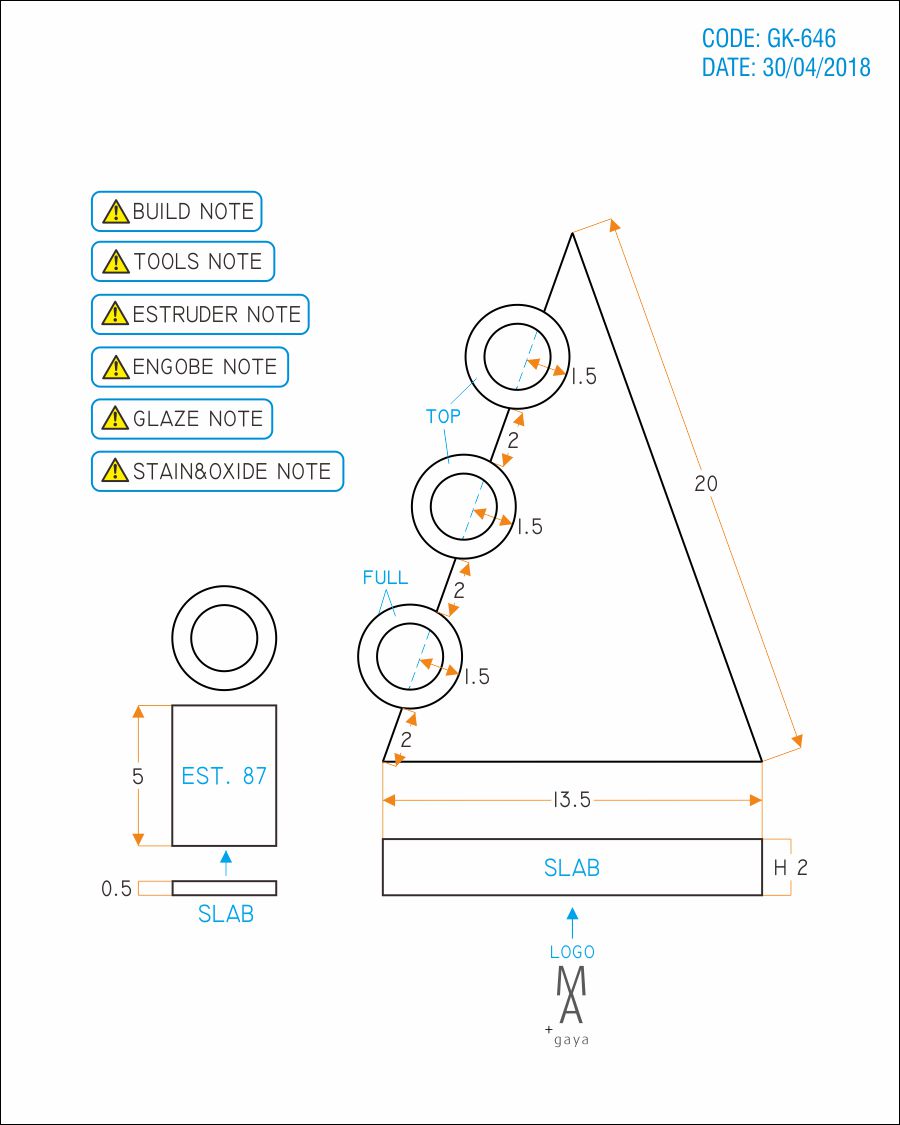 CODE: GK-646
DATE: 30/04/2018
BUILD NOTE
TOOLS NOTE
ESTRUDER NOTE
ENGOBE NOTE
GLAZE NOTE
STAIN&OXIDE NOTE
1.5
TOP
2
20
1.5
FULL
2
1.5
2
5
EST. 87
13.5
0.5
SLAB
SLAB
H 2
LOGO
MA
+
gaya